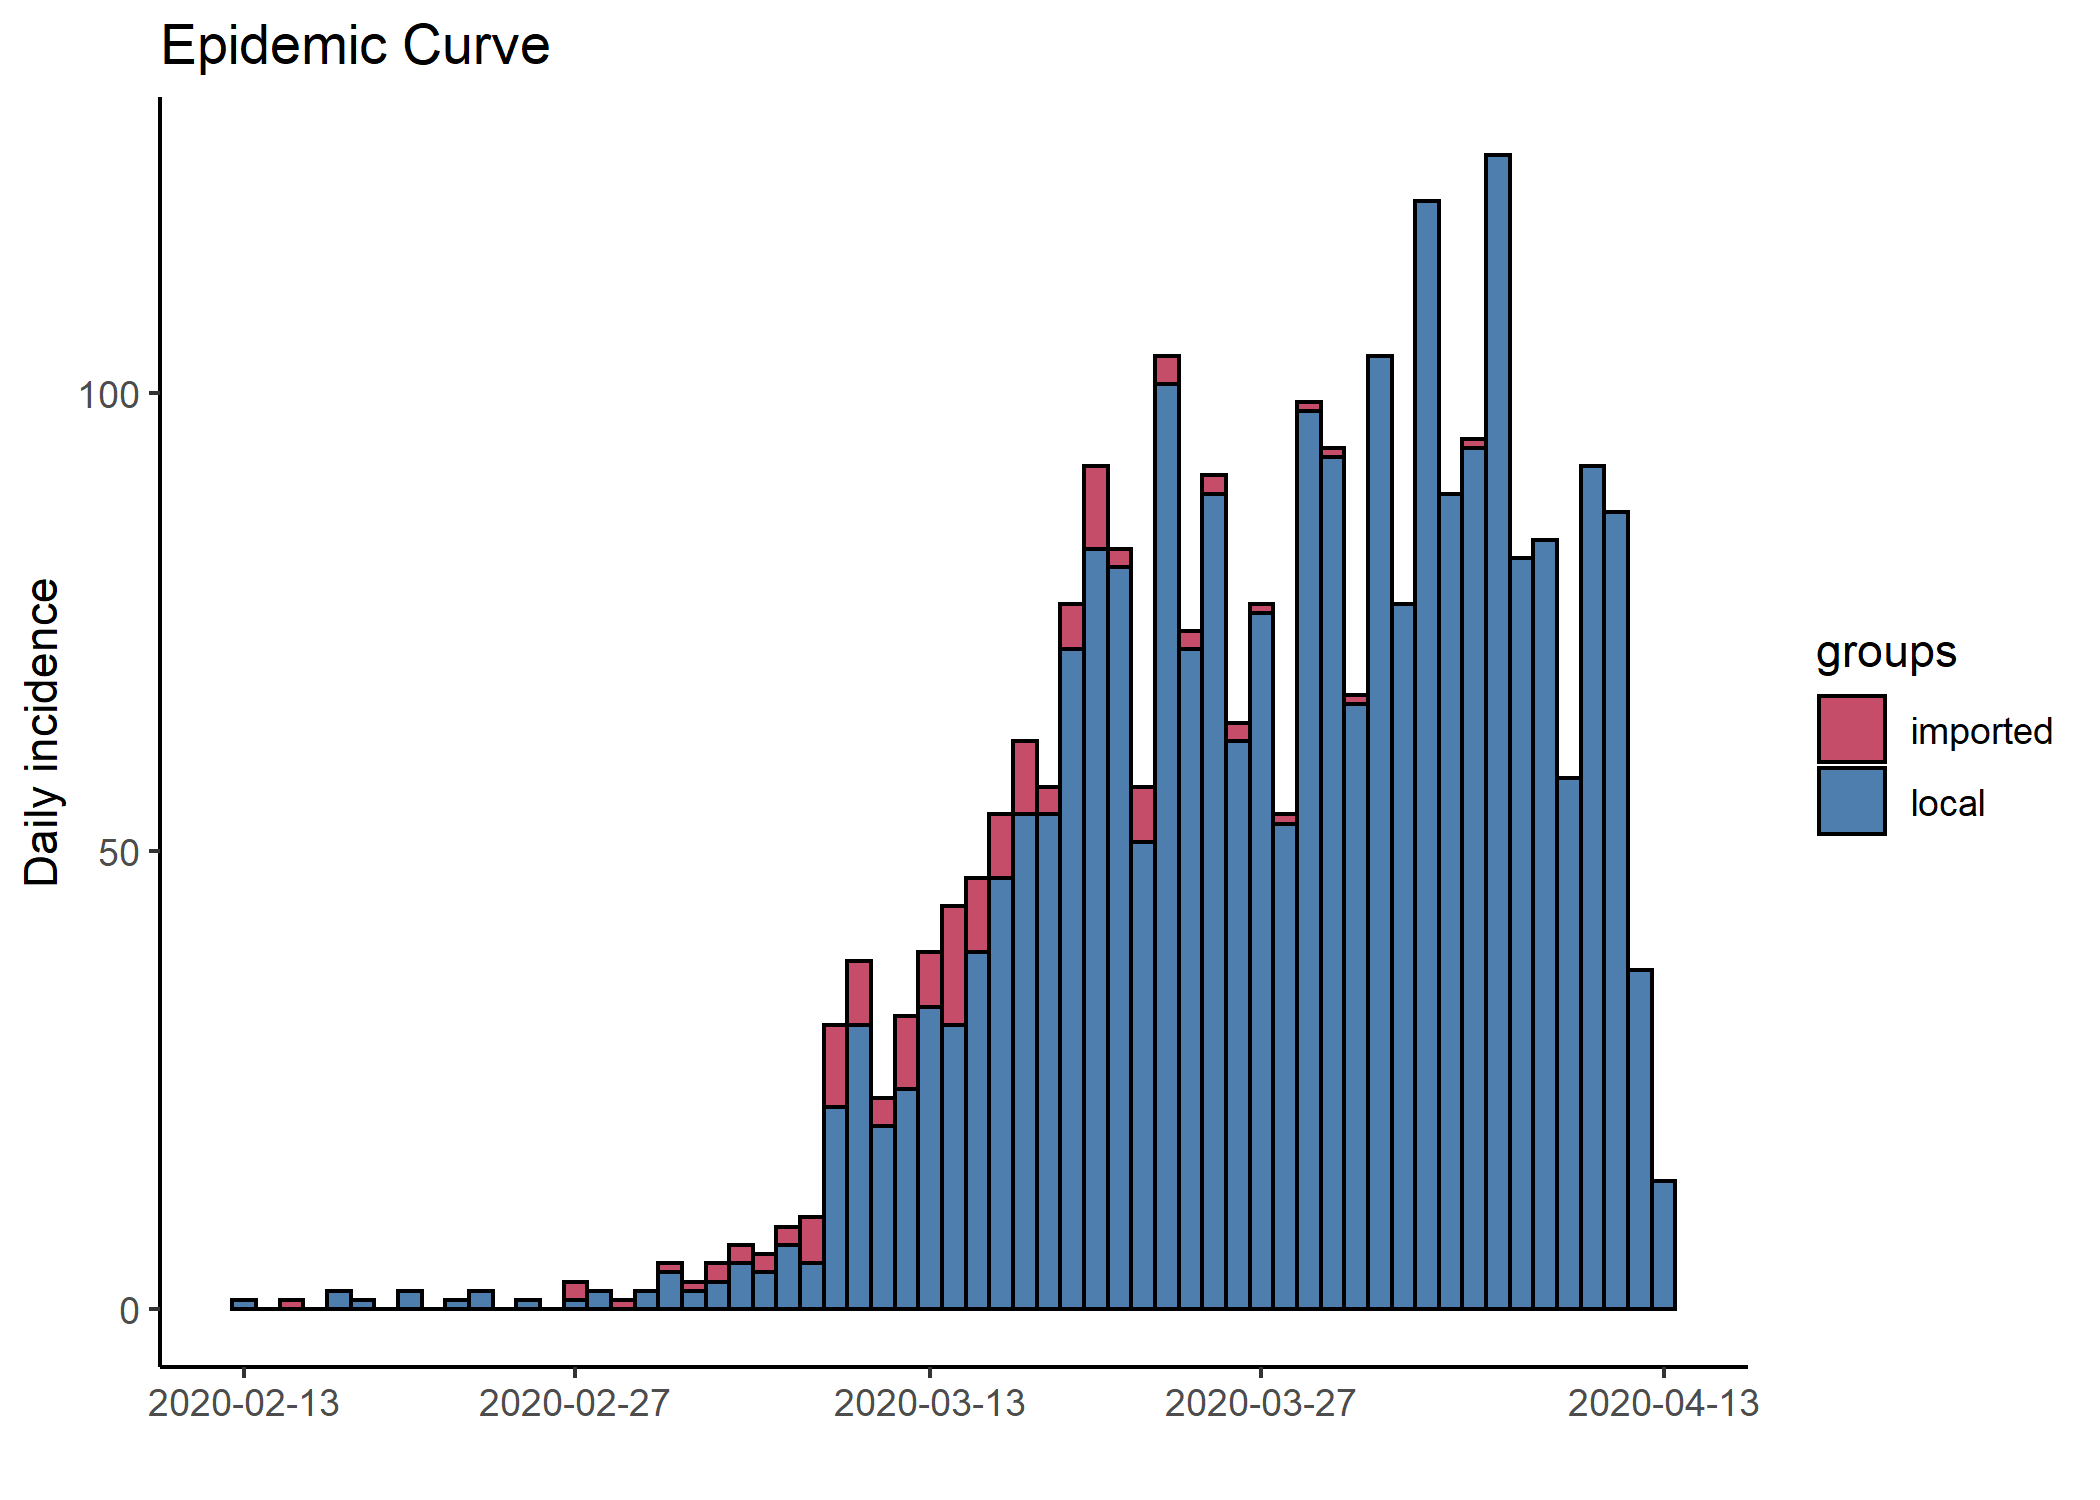 Epidemic Curve
Daily incidence
100
50
0
2020-02-13 2020-02-27 2020-03-13 2020-03-27 2020-04-13
groups
imported
local